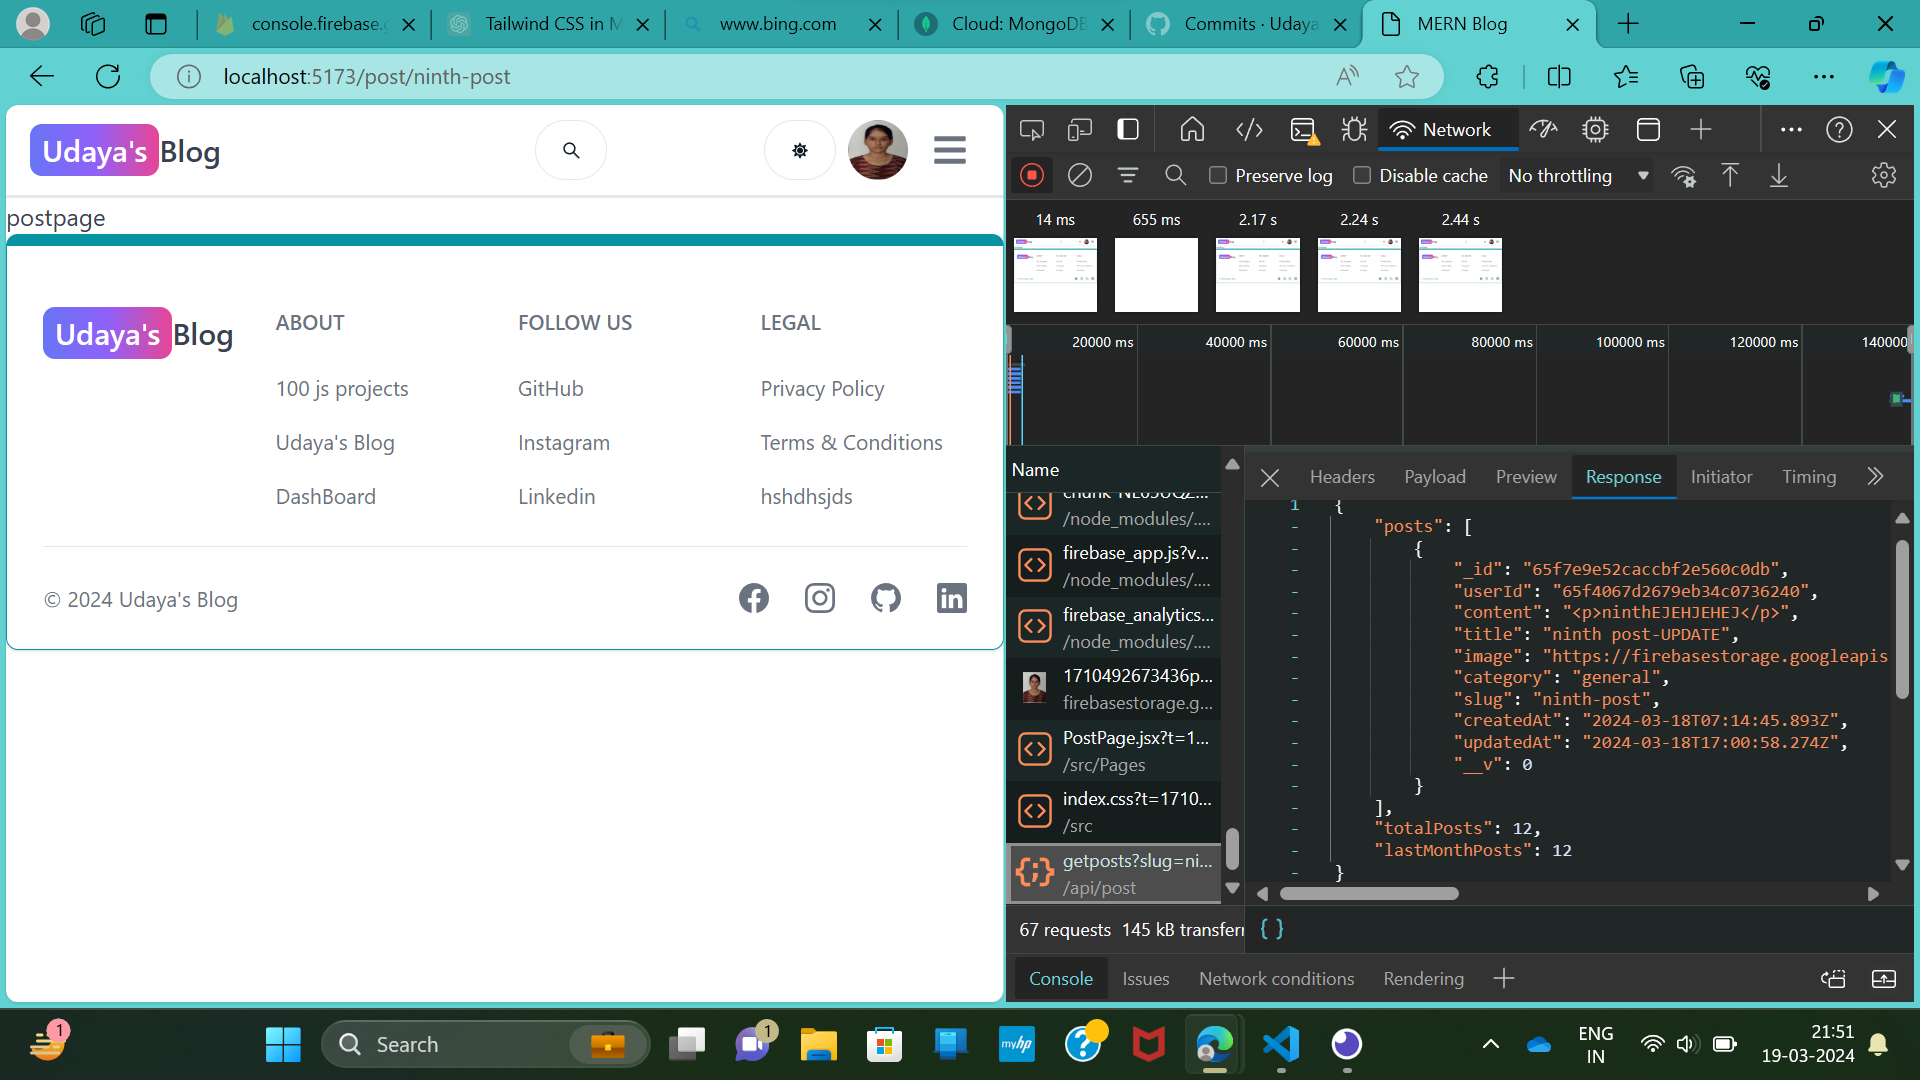 console.firebase.g
Tailwind CSS in M
www.bing.com
Cloud: MongoDB
Commits · Udaya
MERN Blog
localhost:5173/post/ninth-post
Udaya's Blog
postpage
Udaya's Blog
ABOUT
100 js projects
Udaya's Blog
DashBoard
FOLLOW US
GitHub
Instagram
Linkedin
LEGAL
Privacy Policy
Terms & Conditions
hshdhsjds
© 2024 Udaya's Blog
Network
Preserve log
Disable cache
No throttling
14 ms
655 ms
2.17 s
2.24 s
2.44 s
20000 ms
40000 ms
60000 ms
80000 ms
100000 ms
120000 ms
140000
Name
/node_modules/....
firebase_app.js?v...
/node_modules/....
firebase_analytics...
/node_modules/....
1710492673436p...
firebasestorage.g...
PostPage.jsx?t=1...
/src/Pages
index.css?t=1710...
/src
getposts?slug=ni...
/api/post
67 requests 145 kB transferr
Headers
Payload
Preview
Response
Initiator
Timing
1 {
- "posts": [
- {
- "_id": "65f7e9e52caccbf2e560c0db",
- "userId": "65f4067d2679eb34c0736240",
- "content": "<p>ninthEJEHJEHEJ</p>",
- "title": "ninth post-UPDATE",
- "image": "https://firebasestorage.googleapis
- "category": "general",
- "slug": "ninth-post",
- "createdAt": "2024-03-18T07:14:45.893Z",
- "updatedAt": "2024-03-18T17:00:58.274Z",
- "__v": 0
- }
- ],
- "totalPosts": 12,
- "lastMonthPosts": 12
- }
{ }
Console
Issues
Network conditions
Rendering
1
Search
1
myhp
ENG
IN
21:51
19-03-2024